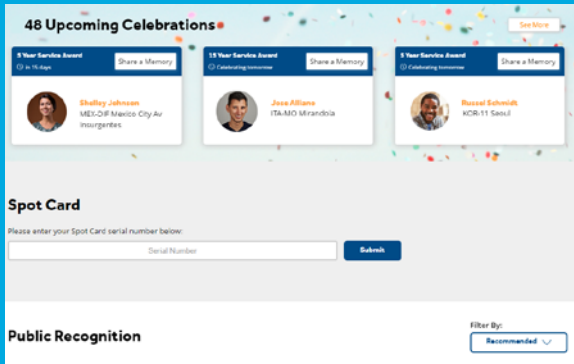 48 Upcoming Celebrations
See More
5 Year Service Award
in 15 days
Share a Memory
Shelley Johnson
MEX-DIF Mexico City Av
Insurgentes
15 Year Service Award
Celebrating tomorrow
Share a Memory
Jose Alliano
ITA-MO Mirandola
5 Year Service Award
Celebrating tomorrow
Share a Memory
Russel Schmidt
KOR-11 Seoul
Spot Card
Please enter your Spot Card serial number below:
Serial Number
Submit
Public Recognition
Filter By:
Recommended